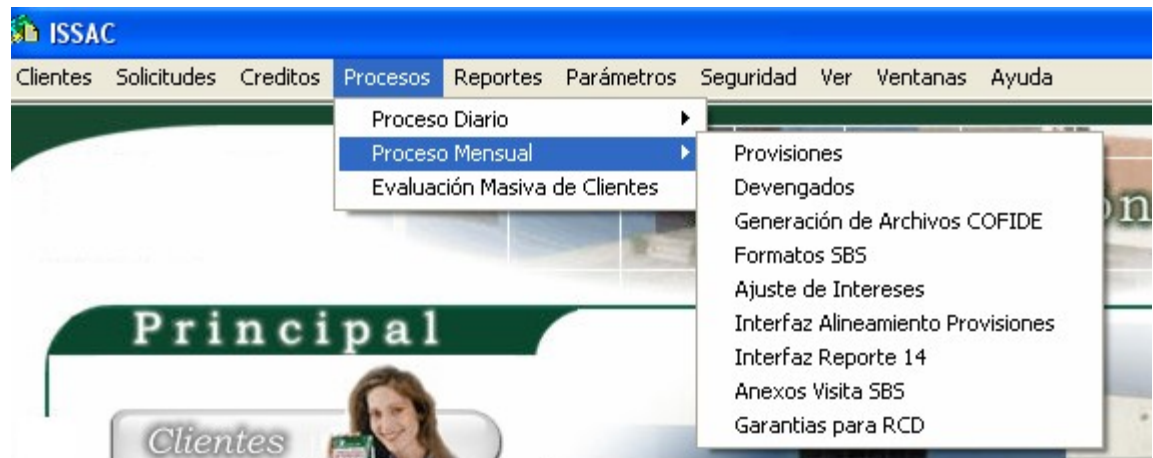 ISSAC
Clientes Solicitudes Creditos Procesos Reportes Parámetros Seguridad Ver Ventanas Ayuda
Proceso Diario
Proceso Mensual
Evaluación Masiva de Clientes
Provisiones
Devengados
Generación de Archivos COFIDE
Formatos SBS
Ajuste de Intereses
Interfaz Alineamiento Provisiones
Interfaz Reporte 14
Anexos Visita SBS
Garantias para RCD
ón
Principal
Clientes